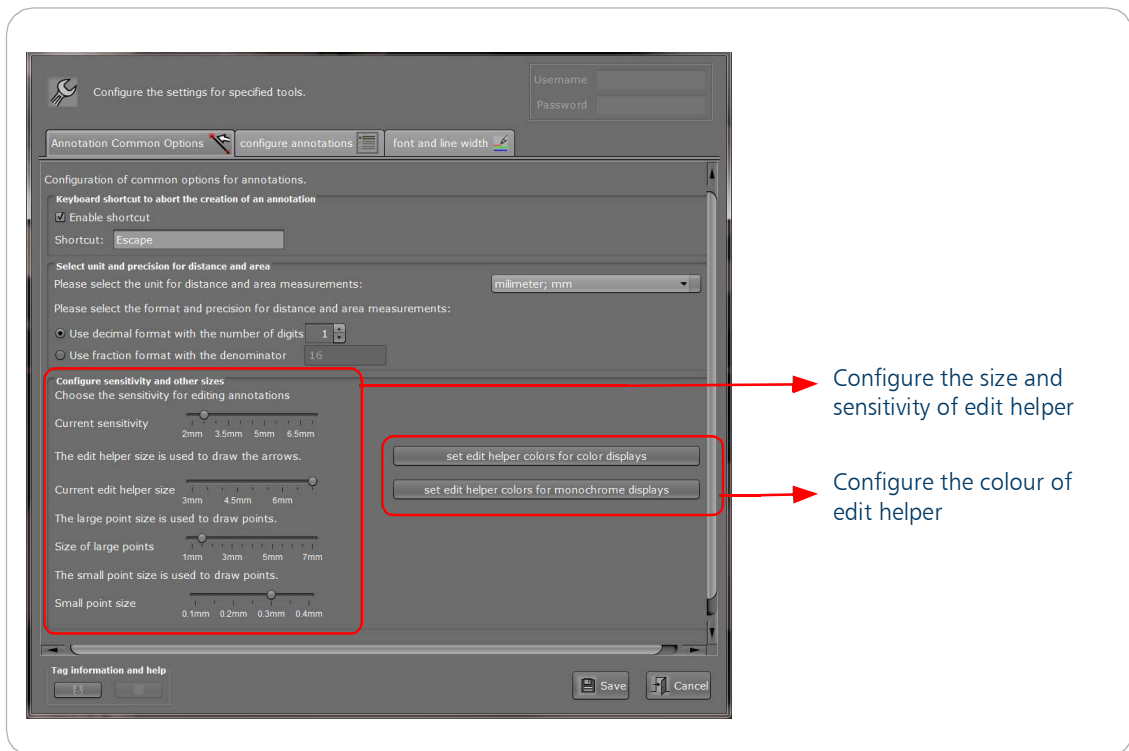 Configure the settings for specified tools.
Username
Password
Annotation Common Options
configure annotations
font and line width
Configuration of common options for annotations.
Keyboard shortcut to abort the creation of an annotation
Enable shortcut
Shortcut: Escape
Select unit and precision for distance and area
Please select the unit for distance and area measurements: milimeter; mm
Please select the format and precision for distance and area measurements:
Use decimal format with the number of digits 1
Use fraction format with the denominator 16
Configure sensitivity and other sizes
Choose the sensitivity for editing annotations
Current sensitivity
2mm 3.5mm 5mm 6.5mm
The edit helper size is used to draw the arrows.
Current edit helper size
3mm 4.5mm 6mm
The large point size is used to draw points.
Size of large points
1mm 3mm 5mm 7mm
The small point size is used to draw points.
Small point size
0.1mm 0.2mm 0.3mm 0.4mm
set edit helper colors for color displays
set edit helper colors for monochrome displays
Tag information and help
Save
Cancel
Configure the size and
sensitivity of edit helper
Configure the colour of
edit helper